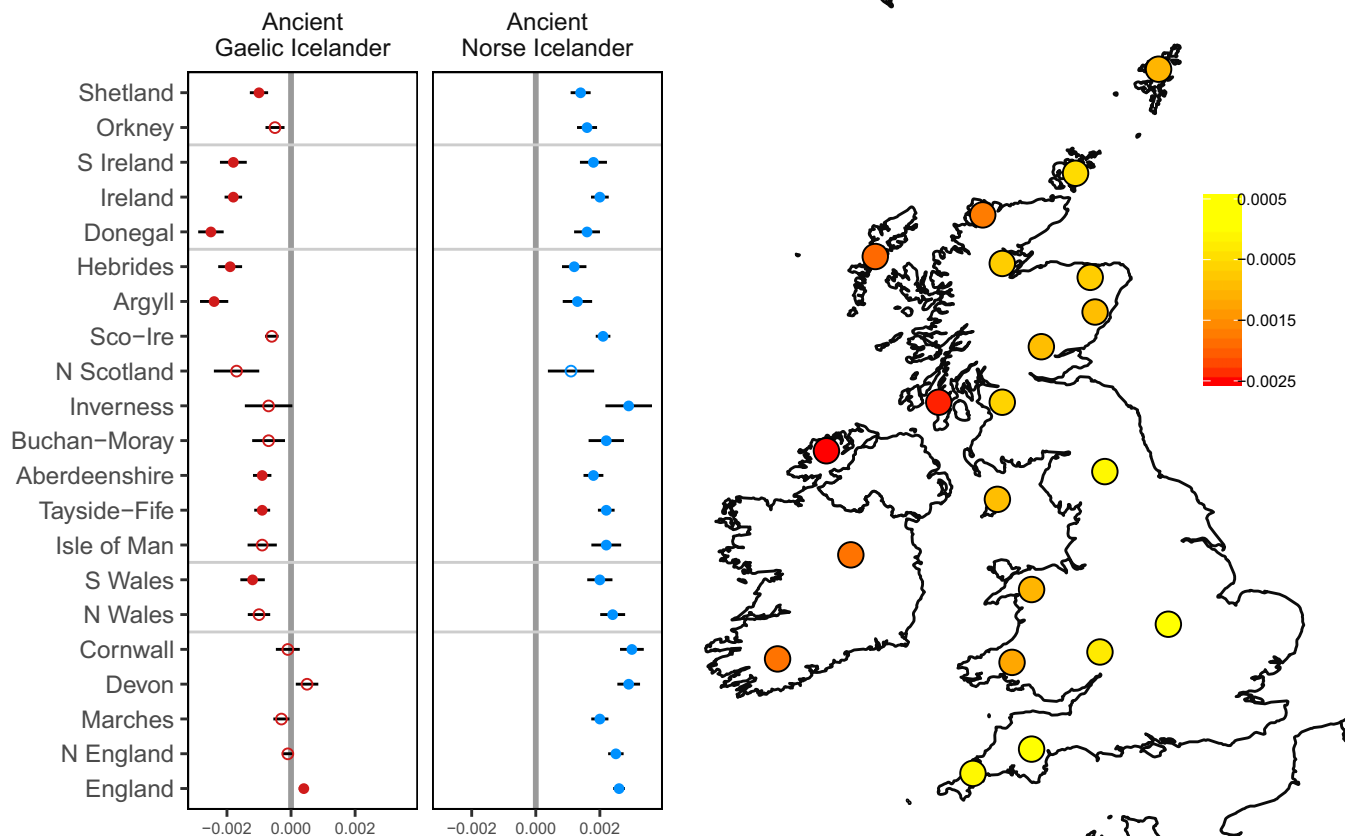 Ancient
Gaelic Icelander
Ancient
Norse Icelander
Shetland
Orkney
S Ireland
Ireland
Donegal
Hebrides
Argyll
Sco−Ire
N Scotland
Inverness
Buchan−Moray
Aberdeenshire
Tayside−Fife
Isle of Man
S Wales
N Wales
Cornwall
Devon
Marches
N England
England
−0.002 0.000 0.002
−0.002 0.000 0.002
0.0005
−0.0005
−0.0015
−0.0025